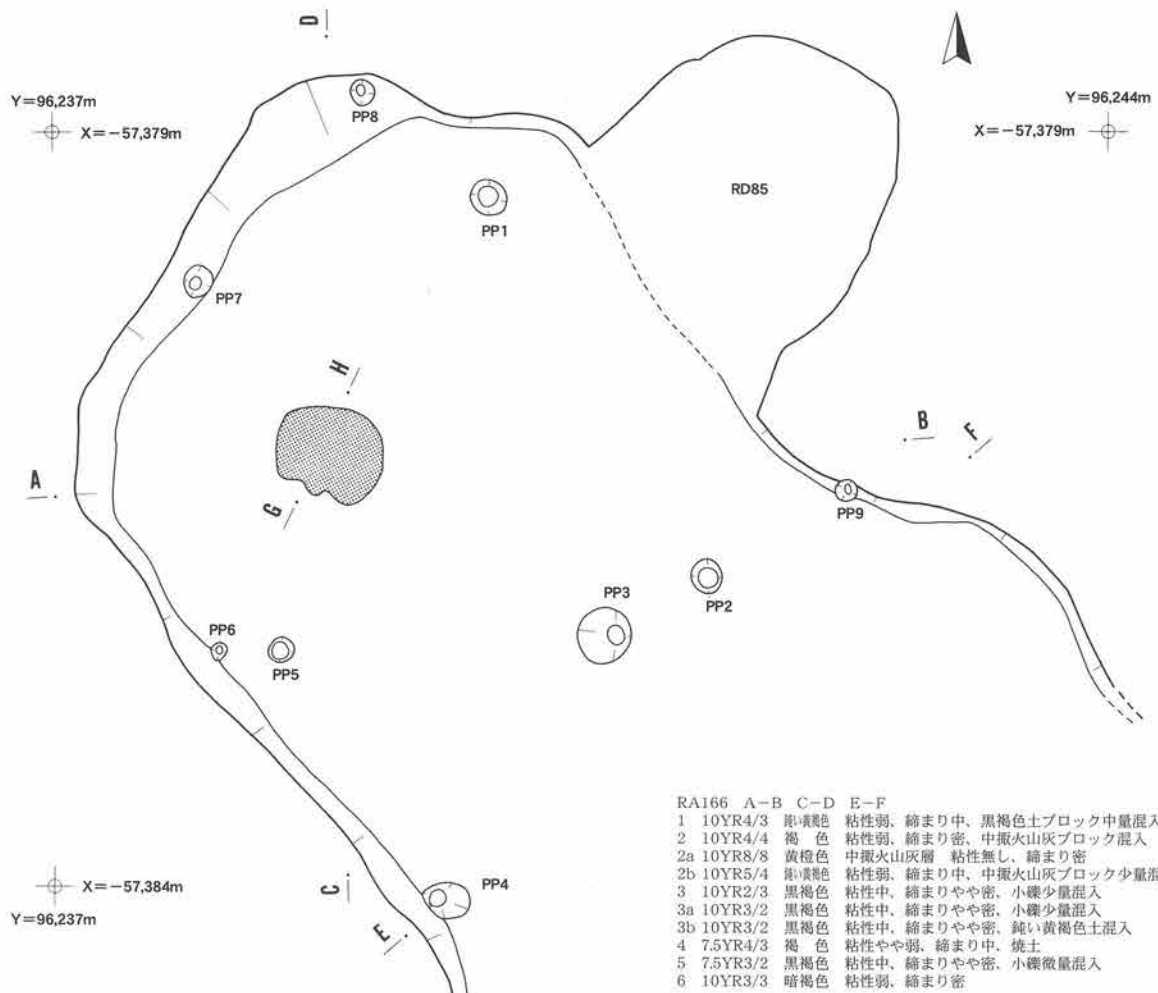 D
Y=96,237m
X=−57,379m
PP8
Y=96,244m
X=−57,379m
RD85
PP1
PP7
H
A
G
B
F
PP9
PP3
PP2
PP6
PP5
C
PP4
E
X=−57,384m
Y=96,237m
RA166 A−B C−D E−F
1 10YR4/3 鈍い黄褐色 粘性弱、締まり中、黒褐色土ブロック中量混入
2 10YR4/4 褐 色 粘性弱、締まり密、中掫火山灰ブロック混入
2a 10YR8/8 黄橙色 中掫火山灰層 粘性無し、締まり密
2b 10YR5/4 鈍い黄褐色 粘性弱、締まり中、中掫火山灰ブロック少量混
3 10YR2/3 黒褐色 粘性中、締まりやや密、小礫少量混入
3a 10YR3/2 黒褐色 粘性中、締まりやや密、小礫少量混入
3b 10YR3/2 黒褐色 粘性中、締まりやや密、鈍い黄褐色土混入
4 7.5YR4/3 褐 色 粘性やや弱、締まり中、焼土
5 7.5YR3/2 黒褐色 粘性中、締まりやや密、小礫微量混入
6 10YR3/3 暗褐色 粘性弱、締まり密